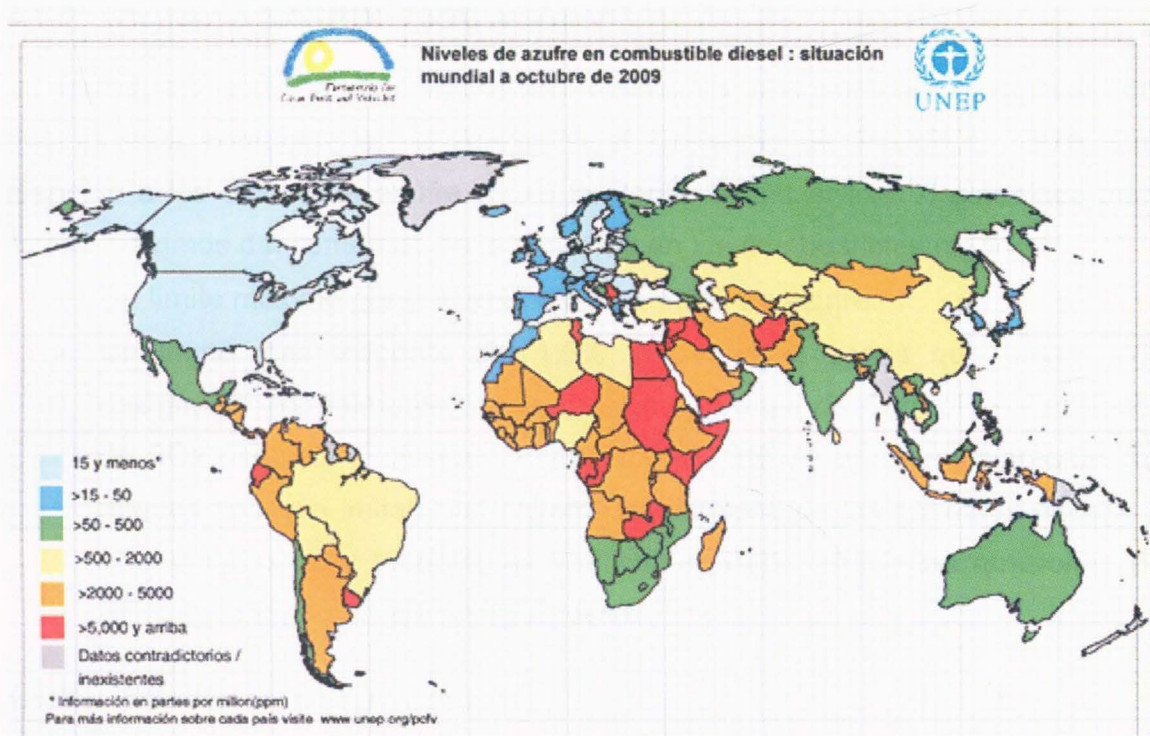 Niveles de azufre en combustible diesel : situación
mundial a octubre de 2009
UNEP
15 y menos*
>15 - 50
>50 - 500
>500 - 2000
>2000 - 5000
>5,000 y arriba
Datos contradictorios /
inexistentes
* Información en partes por millon(ppm)
Para más información sobre cada país visite www.unep.org/pcfv